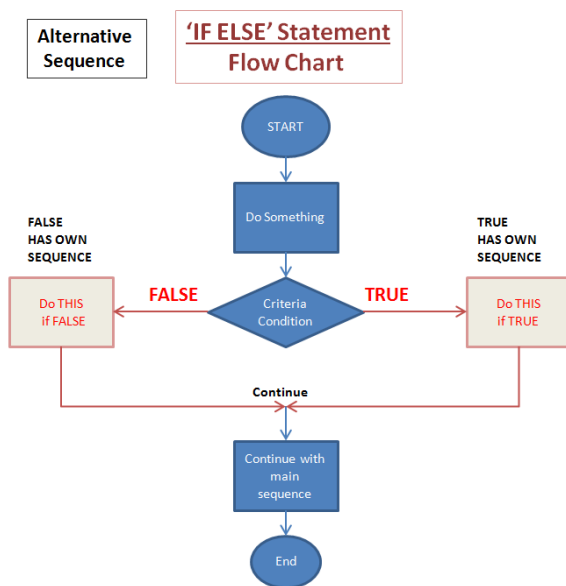 Alternative
Sequence
'IF ELSE' Statement
Flow Chart
START
Do Something
FALSE
HAS OWN
SEQUENCE
TRUE
HAS OWN
SEQUENCE
Do THIS
if FALSE
FALSE
Criteria
Condition
TRUE
Do THIS
if TRUE
Continue
Continue with
main
sequence
End